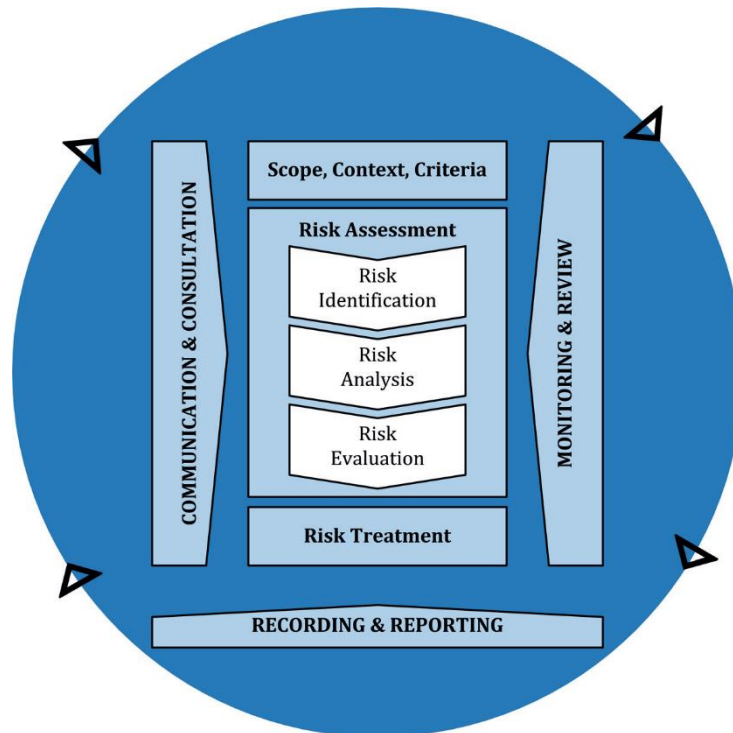 Scope, Context, Criteria
Risk Assessment
Risk
Identification
Risk
Analysis
Risk
Evaluation
Risk Treatment
COMMUNICATION & CONSULTATION
MONITORING & REVIEW
RECORDING & REPORTING